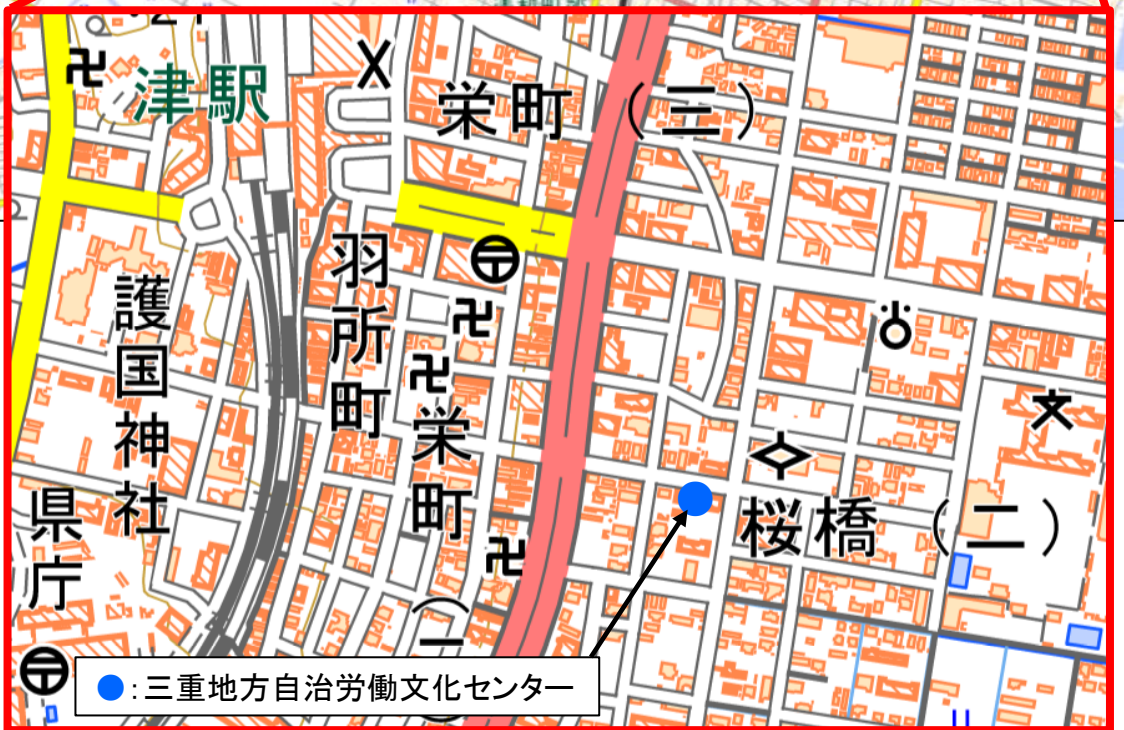 津駅
栄町（三）
羽所町
護国神社
栄町（一
県庁
桜橋（二）
●：三重地方自治労働文化センター